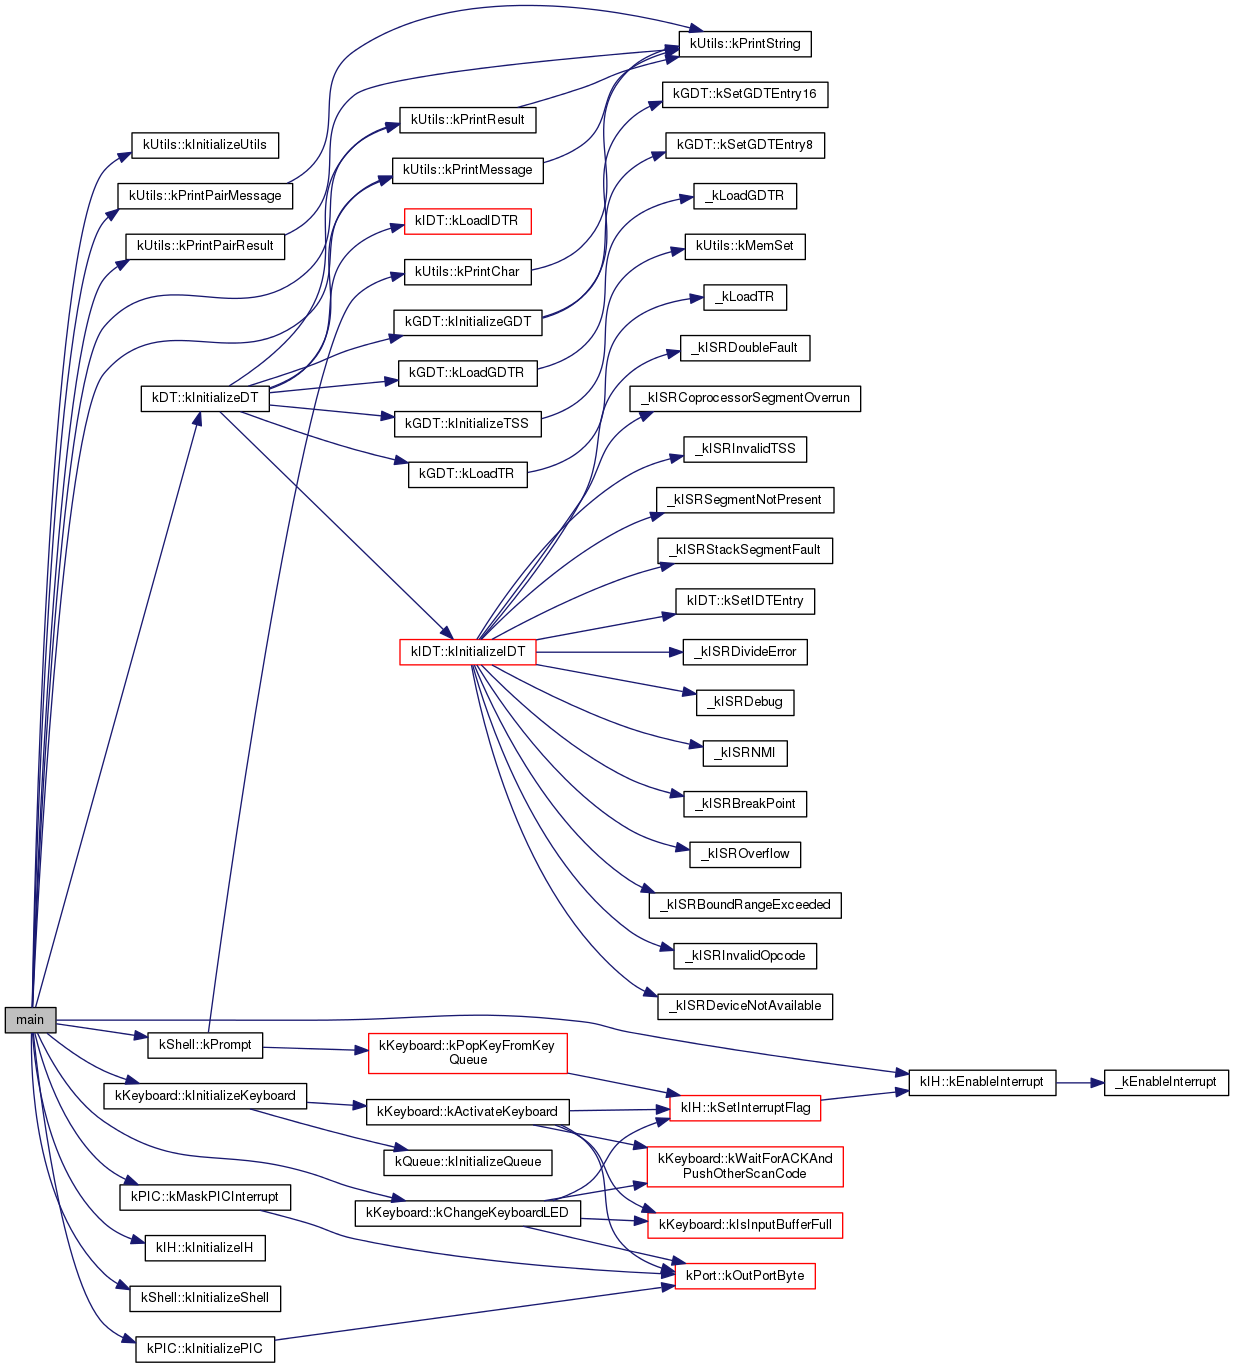 kUtils::kPrintString
kGDT::kSetGDTEntry16
kUtils::kPrintResult
kUtils::kInitializeUtils
kGDT::kSetGDTEntry8
kUtils::kPrintMessage
kUtils::kPrintPairMessage
_kLoadGDTR
kIDT::kLoadIDTR
kUtils::kPrintPairResult
kUtils::kMemSet
kUtils::kPrintChar
_kLoadTR
kGDT::kInitializeGDT
_kISRDoubleFault
kGDT::kLoadGDTR
kDT::kInitializeDT
_kISRCoprocessorSegmentOverrun
kGDT::kInitializeTSS
_kISRInvalidTSS
kGDT::kLoadTR
_kISRSegmentNotPresent
_kISRStackSegmentFault
kIDT::kSetIDTEntry
kIDT::kInitializeIDT
_kISRDivideError
_kISRDebug
_kISRNMI
_kISRBreakPoint
_kISROverflow
_kISRBoundRangeExceeded
_kISRInvalidOpcode
_kISRDeviceNotAvailable
main
kShell::kPrompt
kKeyboard::kPopKeyFromKey
Queue
kIH::kEnableInterrupt
_kEnableInterrupt
kKeyboard::kInitializeKeyboard
kKeyboard::kActivateKeyboard
kIH::kSetInterruptFlag
kQueue::kInitializeQueue
kKeyboard::kWaitForACKAnd
PushOtherScanCode
kPIC::kMaskPICInterrupt
kKeyboard::kChangeKeyboardLED
kKeyboard::kIsInputBufferFull
kIH::kInitializeIH
kPort::kOutPortByte
kShell::kInitializeShell
kPIC::kInitializePIC